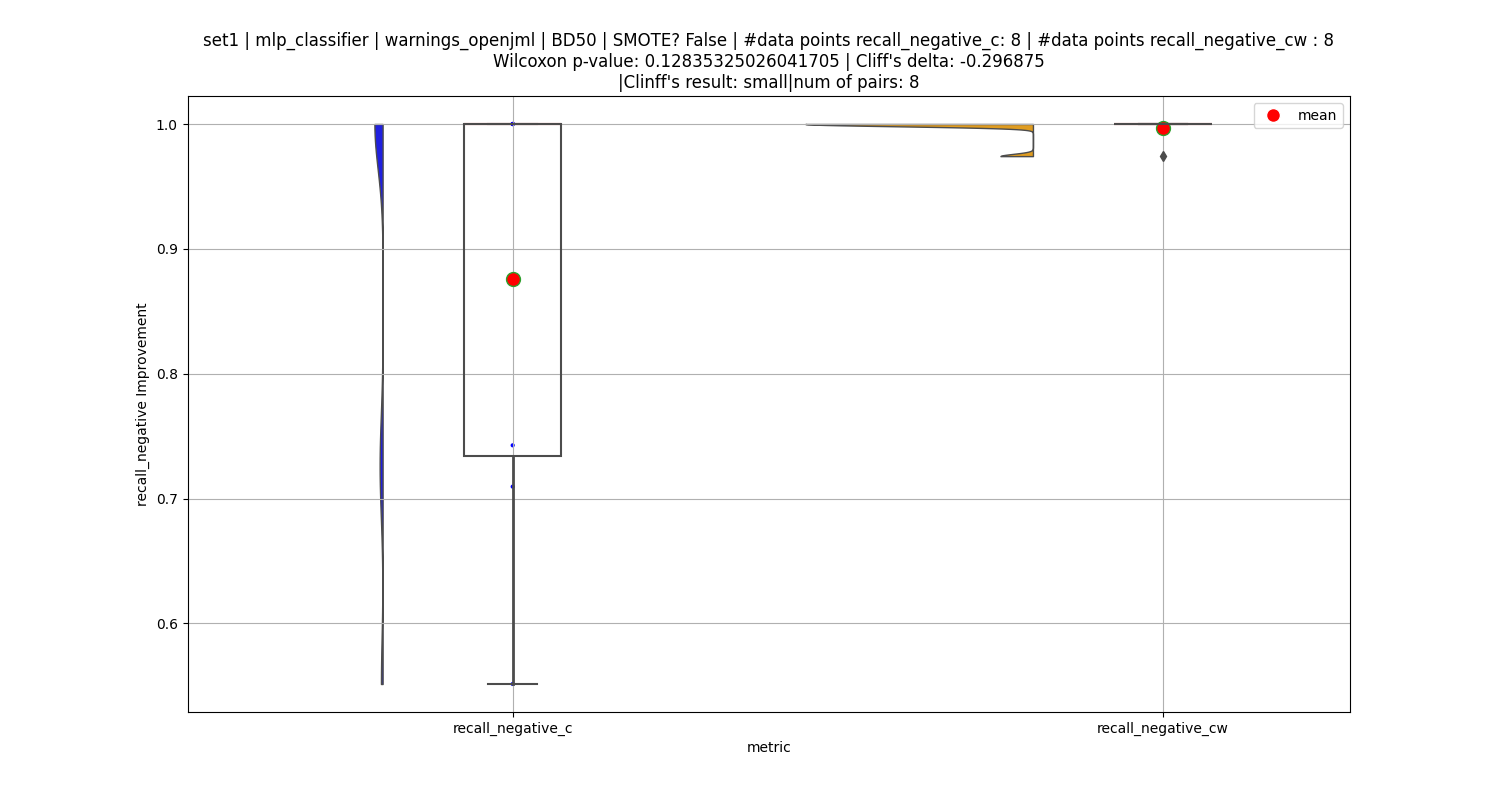 set1 | mlp_classifier | warnings_openjml | BD50 | SMOTE? False | #data points recall_negative_c: 8 | #data points recall_negative_cw : 8
Wilcoxon p-value: 0.12835325026041705 | Cliff's delta: -0.296875
|Clinff's result: small|num of pairs: 8
mean
1.0
0.9
0.8
0.7
0.6
recall_negative Improvement
recall_negative_c
recall_negative_cw
metric